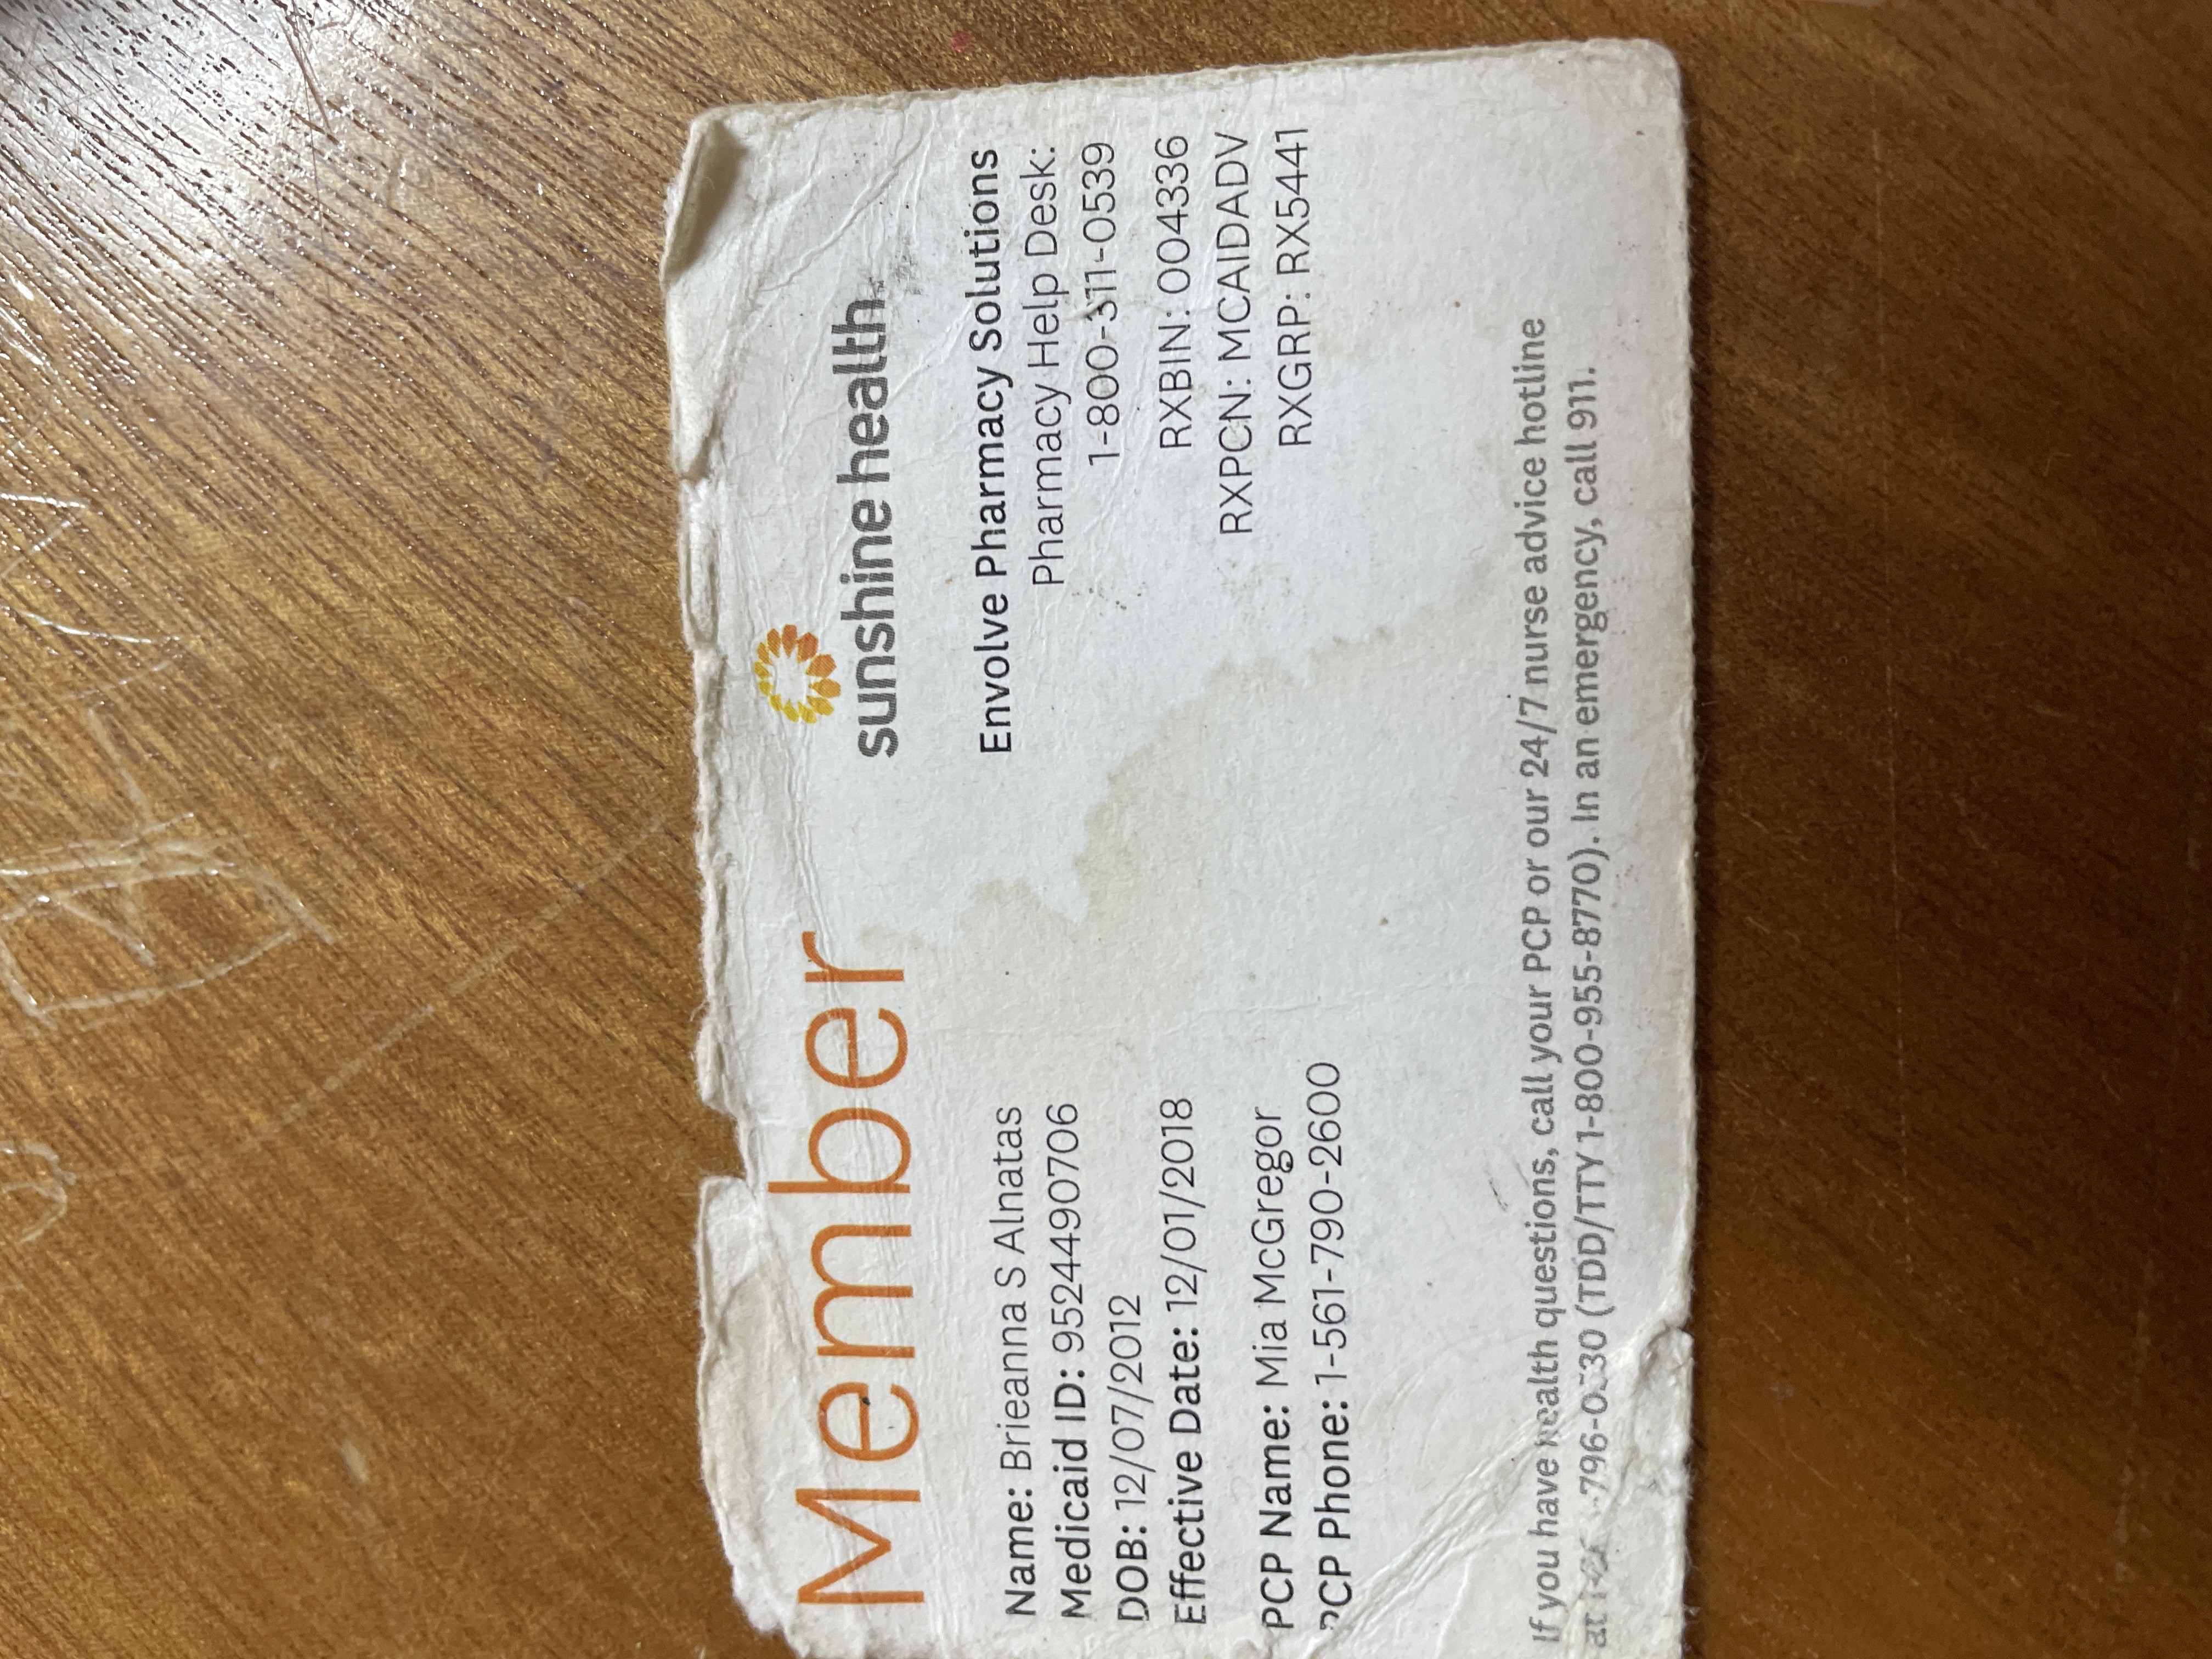 Member
sunshine health
Name: Brieanna S Alnatas
Medicaid ID: 9524490706
DOB: 12/07/2012
Effective Date: 12/01/2018
PCP Name: Mia McGregor
PCP Phone: 1-561-790-2600
Envolve Pharmacy Solutions
Pharmacy Help Desk:
1-800-311-0539
RXBIN: 004336
RXPCN: MCAIDADV
RXGRP: RX5441
If you have health questions, call your PCP or our 24/7 nurse advice hotline
at (TDD/TTY 1-800-955-8770). In an emergency, call 911.